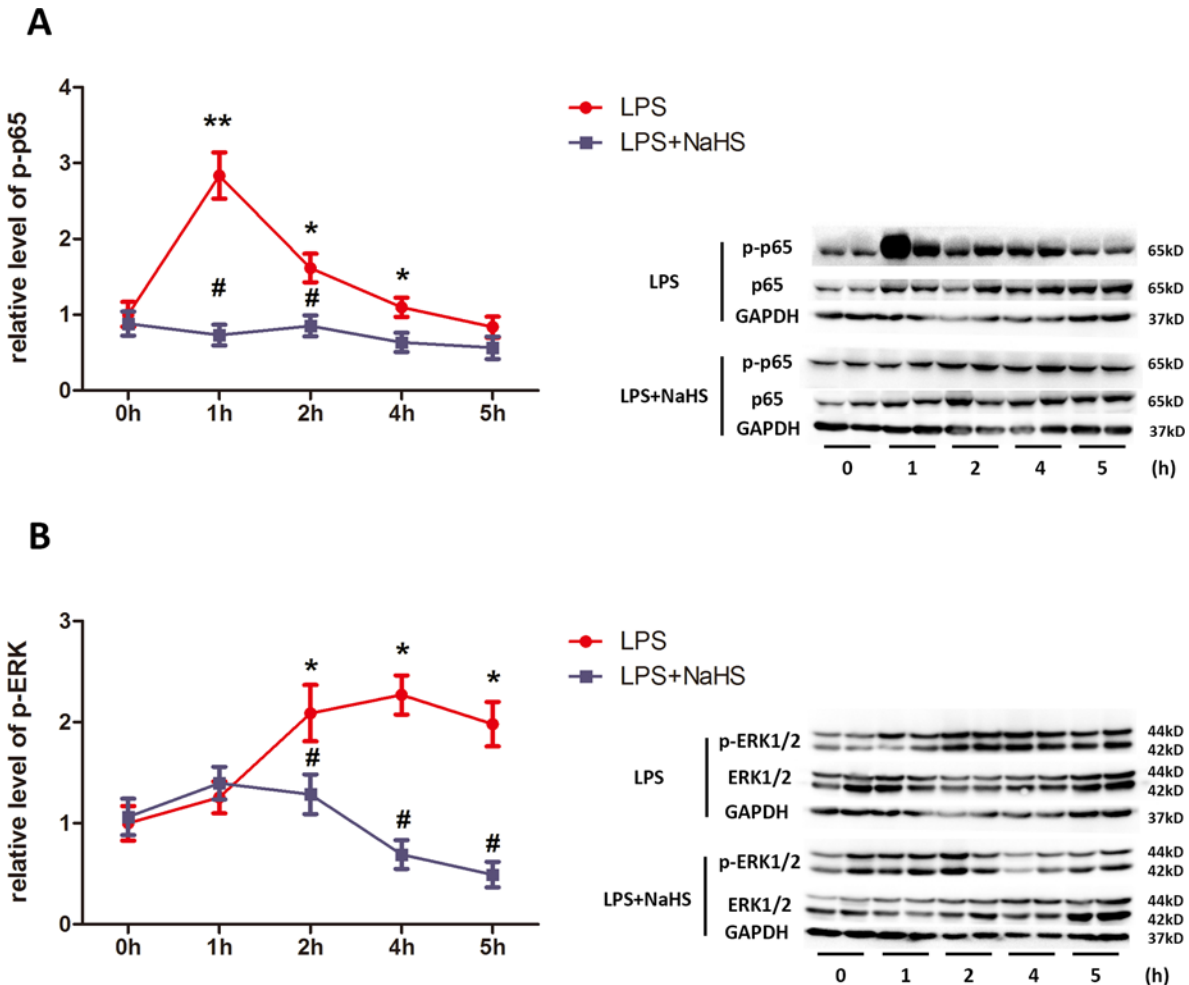 A
relative level of p-p65
4
3
2
1
0
**
*
*
#
#
0h 1h 2h 4h 5h
LPS
LPS+NaHS
LPS
p-p65 65kD
p65 65kD
GAPDH 37kD
LPS+NaHS
p-p65 65kD
p65 65kD
GAPDH 37kD
0 1 2 4 5 (h)
B
relative level of p-ERK
3
2
1
0
*
*
*
#
#
#
0h 1h 2h 4h 5h
LPS
LPS+NaHS
LPS
p-ERK1/2 44kD
42kD
ERK1/2 44kD
42kD
GAPDH 37kD
LPS+NaHS
p-ERK1/2 44kD
42kD
ERK1/2 44kD
42kD
GAPDH 37kD
0 1 2 4 5 (h)